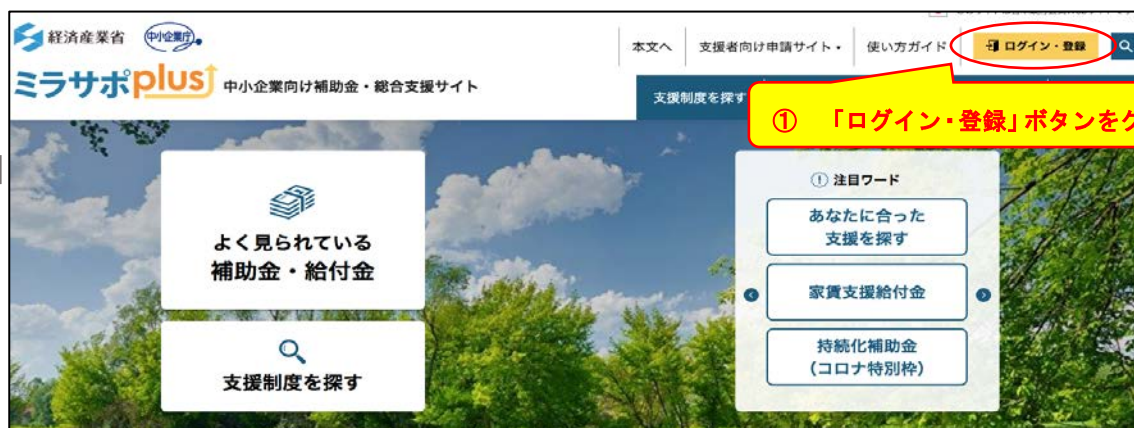 経済産業省
中小企業庁
ミラサポplus
中小企業向け補助金・総合支援サイト
本文へ
支援者向け申請サイト
使い方ガイド
ログイン・登録
支援制度を探す
① 「ログイン・登録」ボタンをク
よく見られている
補助金・給付金
支援制度を探す
注目ワード
あなたに合った
支援を探す
家賃支援給付金
持続化補助金
(コロナ特別枠)